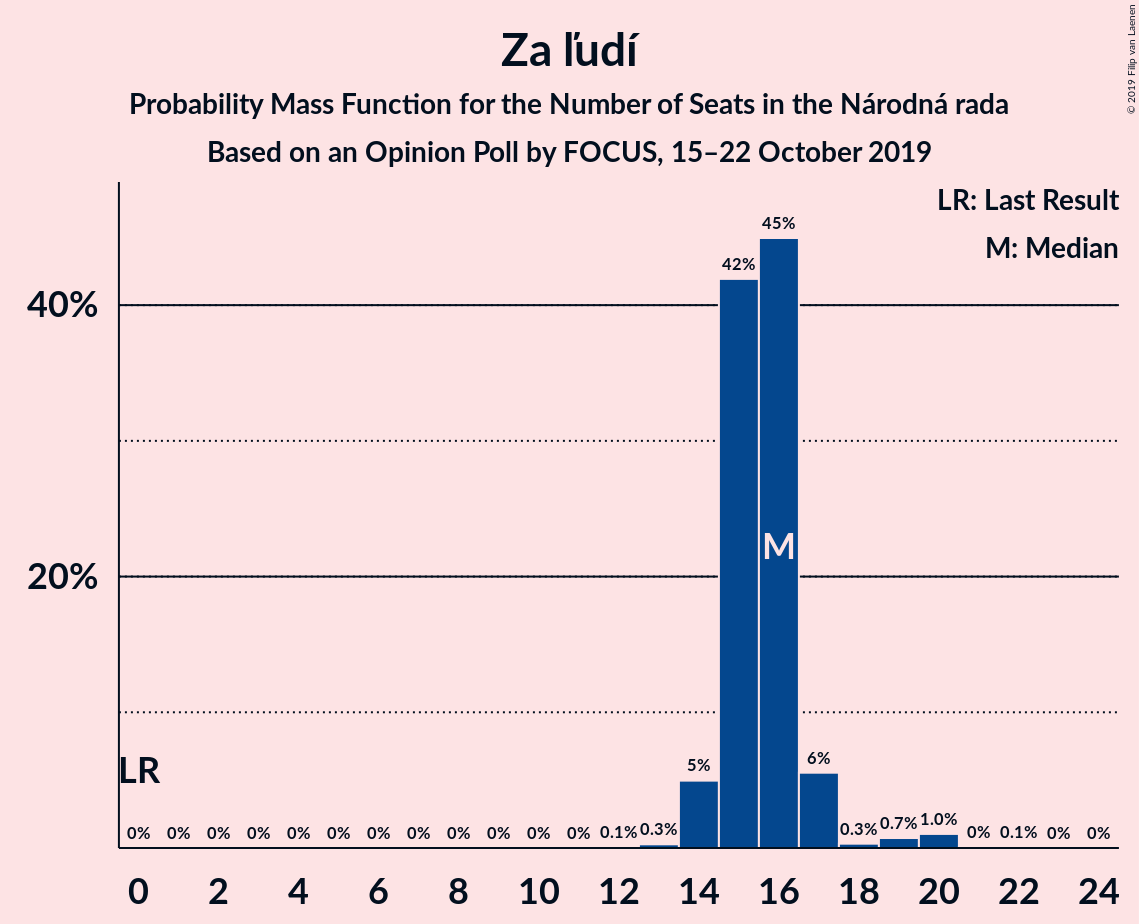 Za ľudí
Probability Mass Function for the Number of Seats in the Národná rada
Based on an Opinion Poll by FOCUS, 15–22 October 2019
© 2019 Filip van Laenen
LR: Last Result
M: Median
45%
42%
40%
M
20%
LR
5%
6%
0% 0% 0% 0% 0% 0% 0% 0% 0% 0% 0% 0% 0.1% 0.3% 0.3% 0.7% 1.0% 0% 0.1% 0% 0%
0 2 4 6 8 10 12 14 16 18 20 22 24